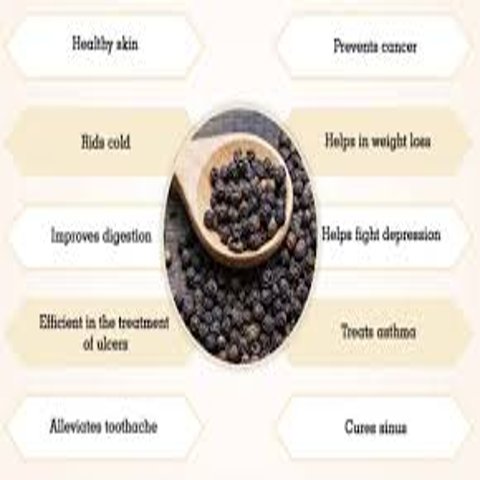 Healthy skin
Prevents cancer
Rids cold
Helps in weight loss
Improves digestion
Helps fight depression
Efficient in the treatment
of ulcers
Treats asthma
Alleviates toothache
Cures sinus